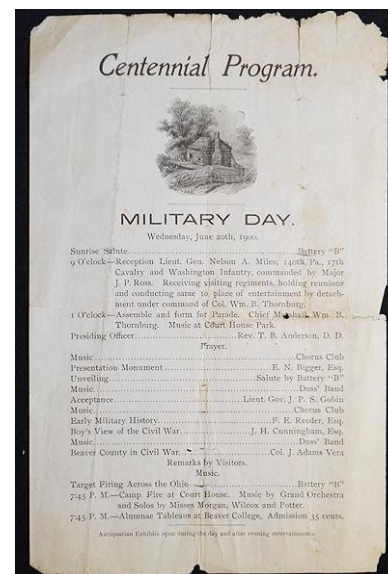 Centennial Program.
MILITARY DAY.
Wednesday, June 20th, 1900.
Sunrise Salute......Battery "B"
9 O'clock—Reception Lieut. Gen. Nelson A. Miles; 140th Pa., 17th
Cavalry and Washington Infantry, commanded by Major
J. P. Ross. Receiving visiting regiments, holding reunions
and conducting same to place of entertainment by detach-
ment under command of Col. Wm. B. Thornburg.
1 O'clock—Assemble and form for Parade. Chief Marshall Wm. B.
Thornburg. Music at Court House Park.
Presiding Officer......Rev. T. B. Anderson, D. D.
Prayer.
Music......Chorus Club
Presentation Monument......E. N. Bigger, Esq.
Unveiling......Salute by Battery "B"
Music......Duss' Band
Acceptance......Lieut. Gov. J. P. S. Gobin
Music......Chorus Club
Early Military History......F. E. Reader, Esq.
Boy's View of the Civil War......J. H. Cunningham, Esq.
Music......Duss' Band
Beaver County in Civil War......Col. J. Adams Vera
Remarks by Visitors.
Music.
Target Firing Across the Ohio......Battery "B"
7:45 P. M.—Camp Fire at Court House. Music by Grand Orchestra
and Solos by Misses Morgan, Wilcox and Potter.
7:45 P. M.—Alumnae Tableaus at Beaver College, Admission 35 cents.
Antiquarian Exhibits open during the day and after evening entertainments.